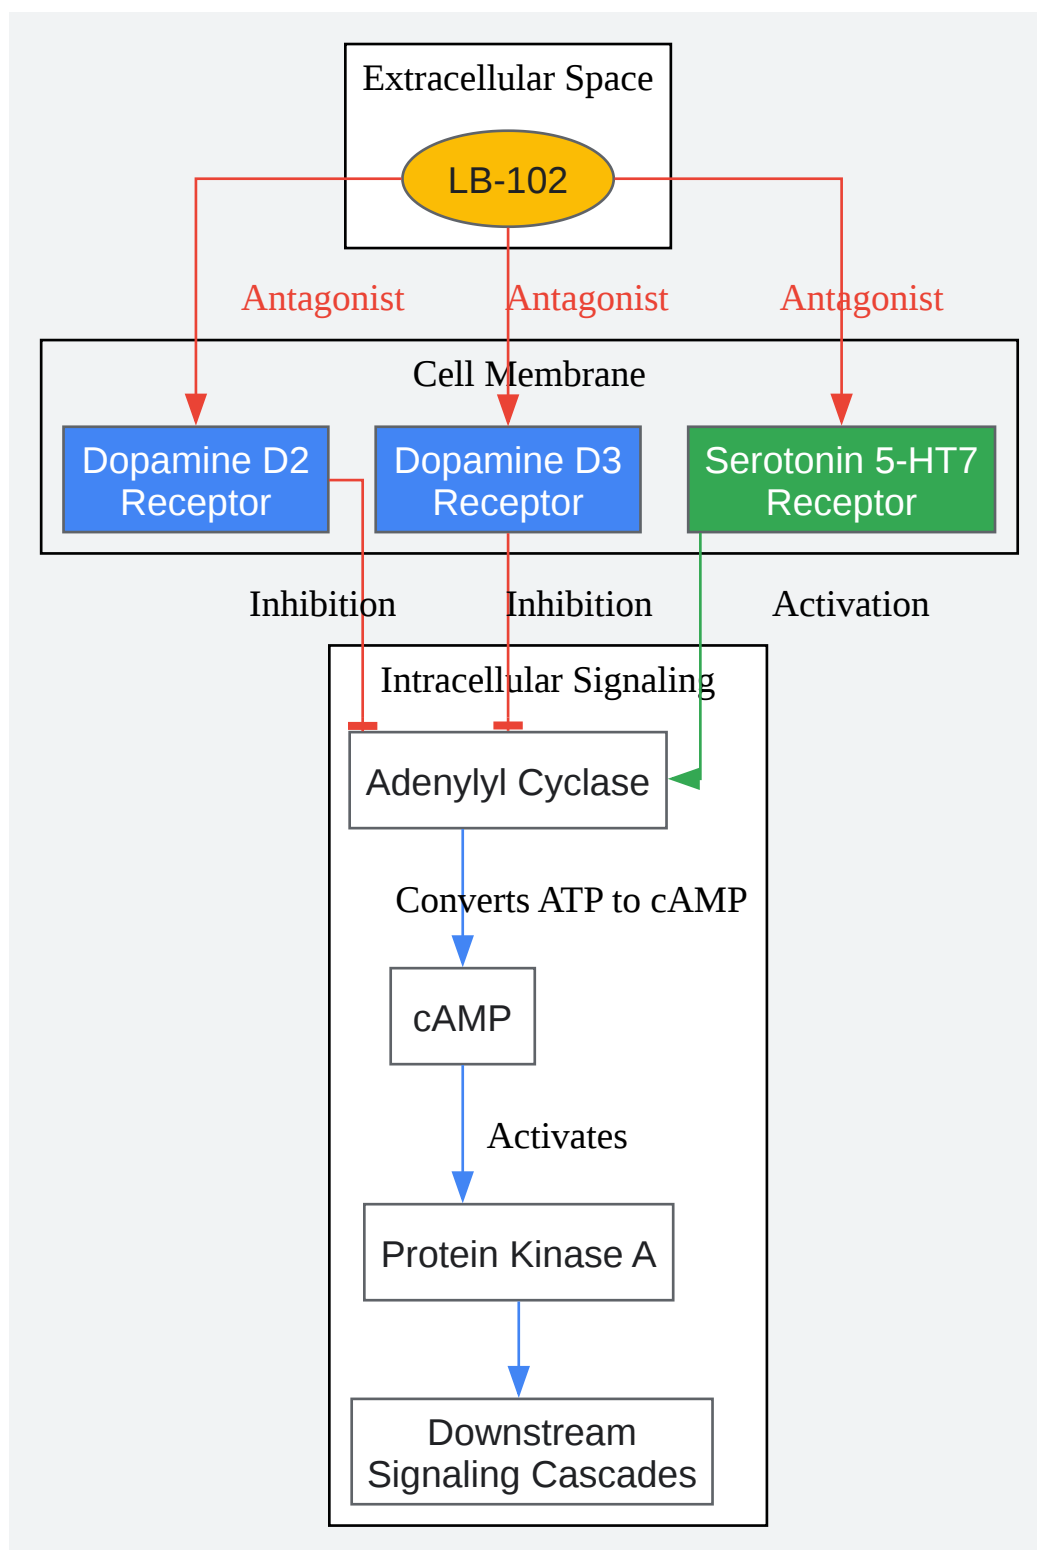 Extracellular Space
LB-102
Antagonist
Antagonist
Antagonist
Cell Membrane
Dopamine D2
Receptor
Dopamine D3
Receptor
Serotonin 5-HT7
Receptor
Inhibition
Inhibition
Activation
Intracellular Signaling
Adenylyl Cyclase
Converts ATP to cAMP
cAMP
Activates
Protein Kinase A
Downstream
Signaling Cascades